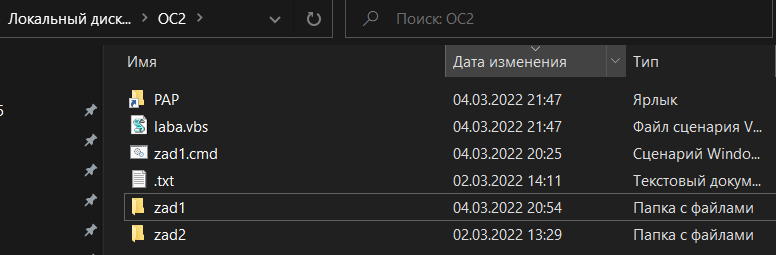 Локальный диск... > OC2 >
Поиск: OC2
Имя Дата изменения Тип
PAP 04.03.2022 21:47 Ярлык
laba.vbs 04.03.2022 21:47 Файл сценария V...
zad1.cmd 04.03.2022 20:25 Сценарий Windo...
.txt 02.03.2022 14:11 Текстовый докум...
zad1 04.03.2022 20:54 Папка с файлами
zad2 02.03.2022 13:29 Папка с файлами